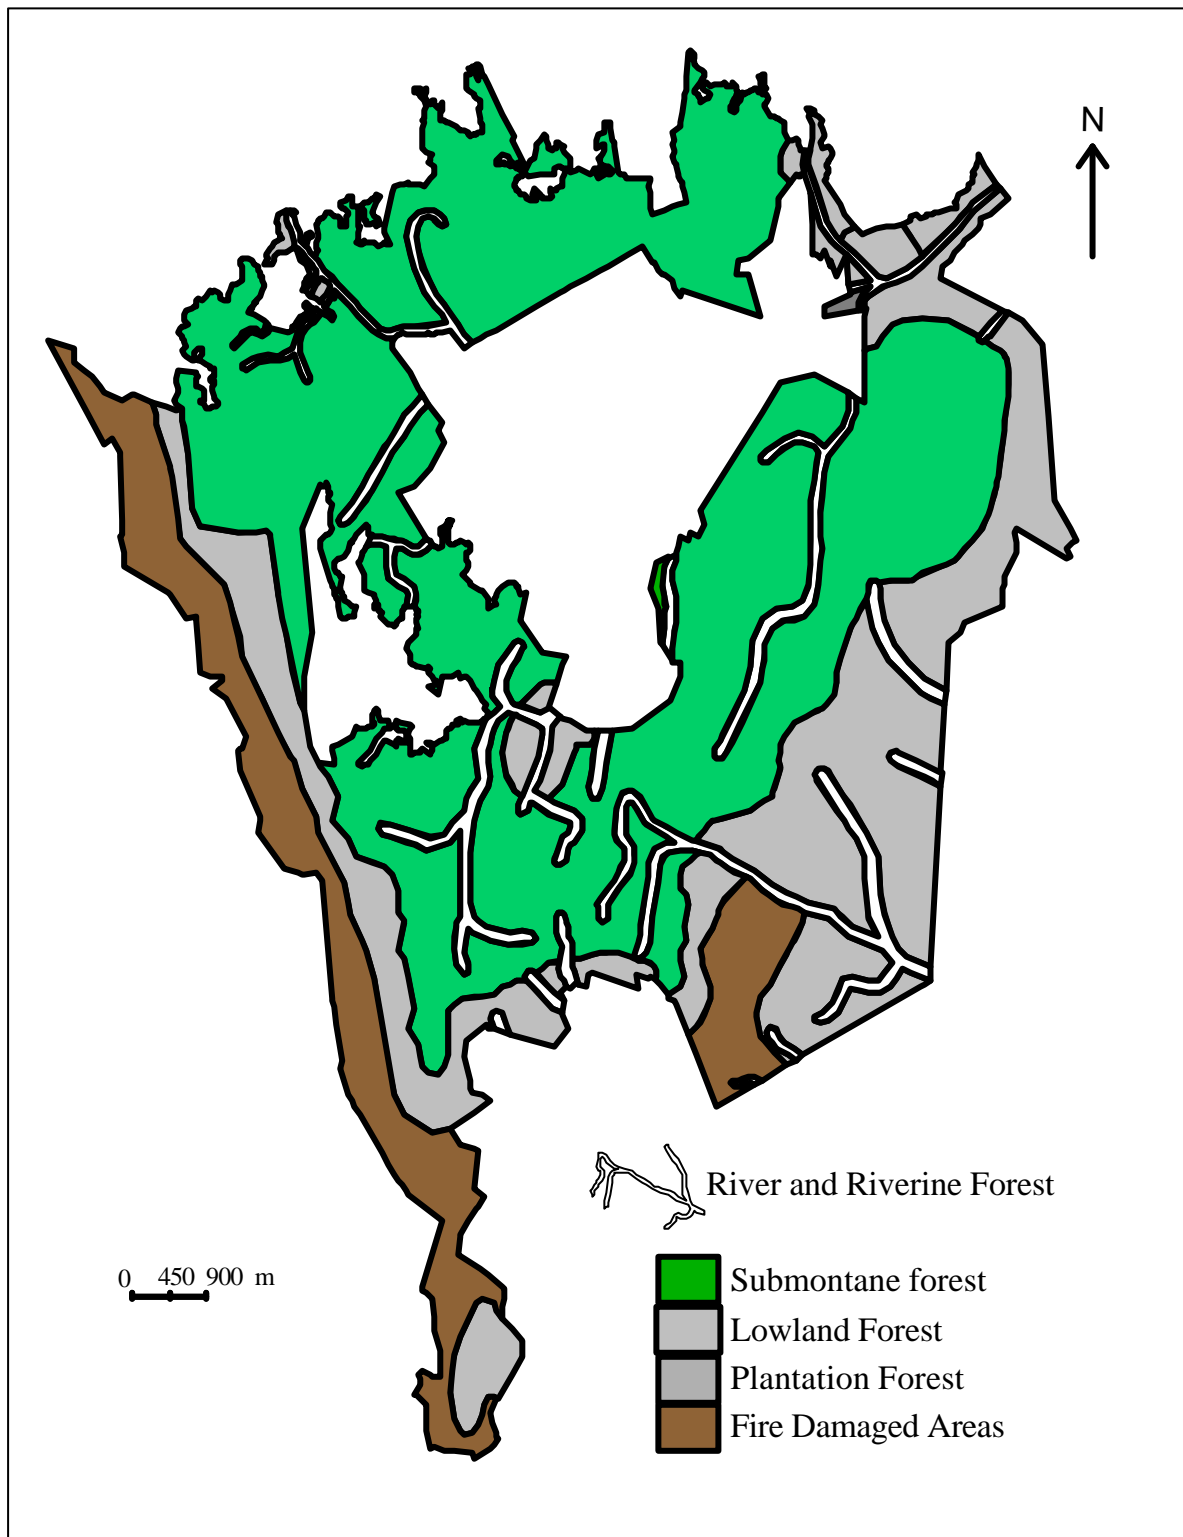 N
River and Riverine Forest
0 450 900 m
Submontane forest
Lowland Forest
Plantation Forest
Fire Damaged Areas